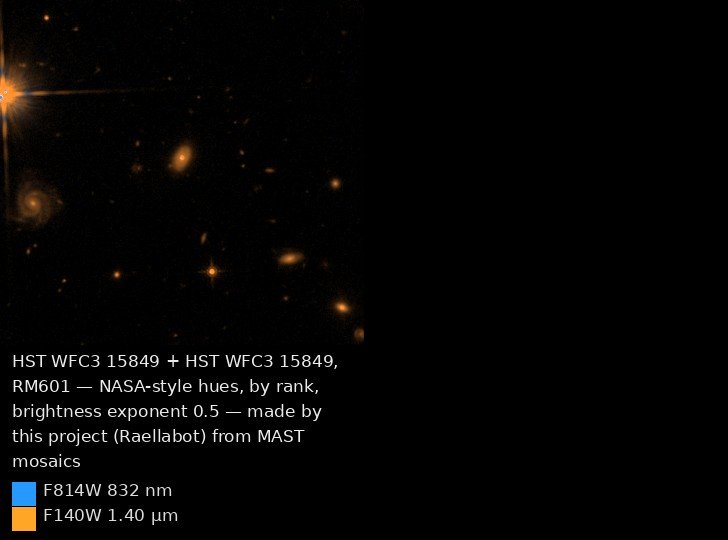 HST WFC3 15849 + HST WFC3 15849,
RM601 — NASA-style hues, by rank,
brightness exponent 0.5 — made by
this project (Raellabot) from MAST
mosaics
F814W 832 nm
F140W 1.40 µm